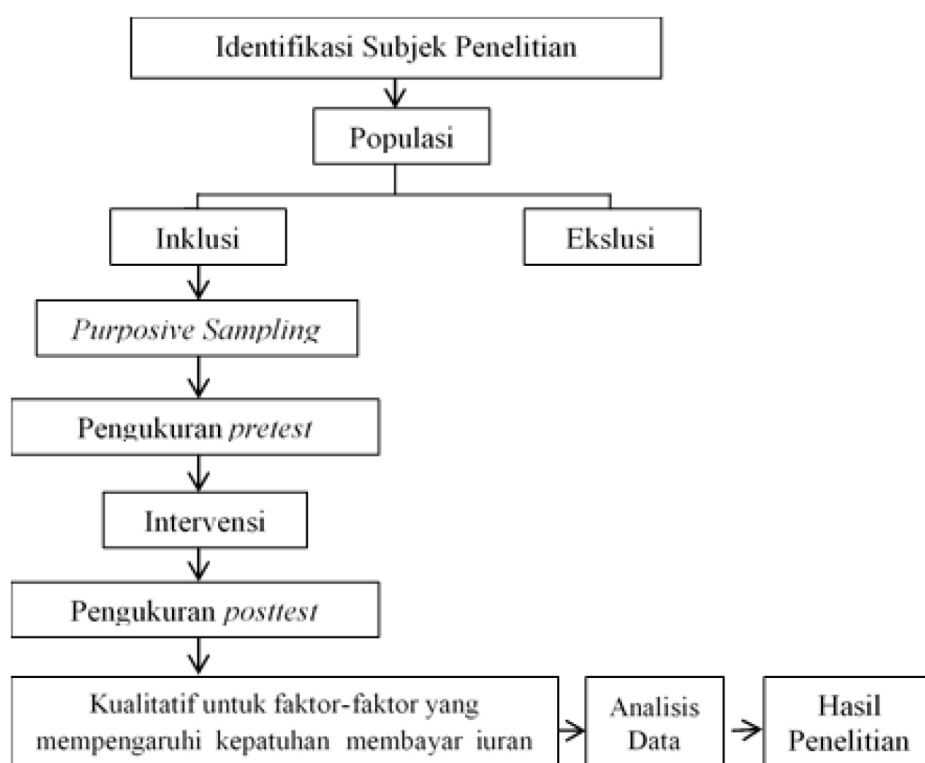 Identifikasi Subjek Penelitian
Populasi
Inklusi
Ekslusi
Purposive Sampling
Pengukuran pretest
Intervensi
Pengukuran posttest
Kualitatif untuk faktor-faktor yang
mempengaruhi kepatuhan membayar iuran
Analisis
Data
Hasil
Penelitian